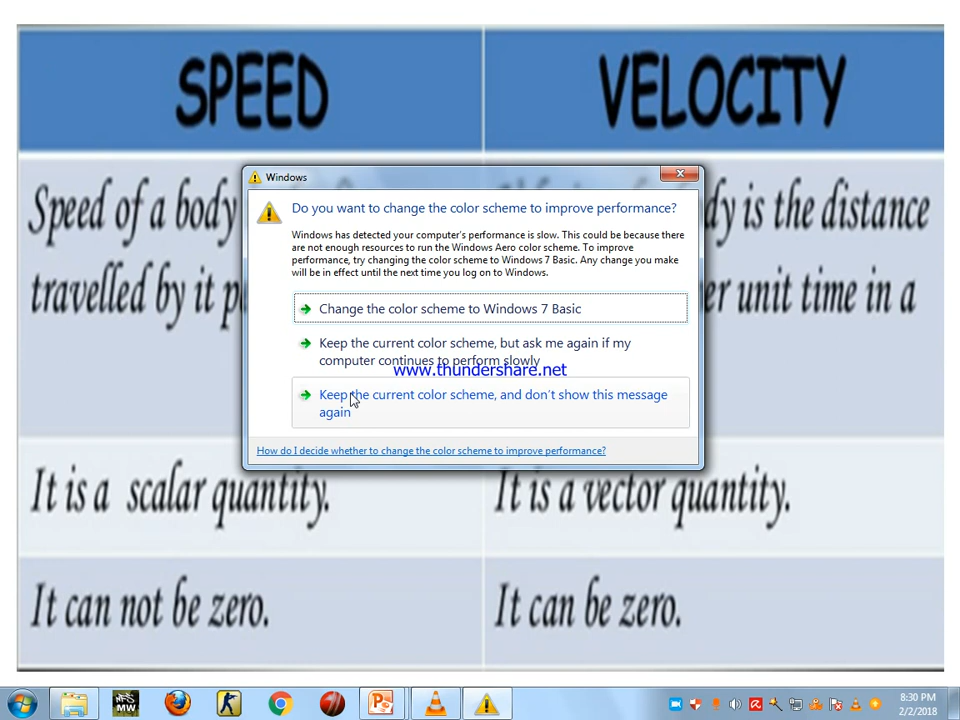 SPEED VELOCITY
Windows
Do you want to change the color scheme to improve performance?
Windows has detected your computer's performance is slow. This could be because there
are not enough resources to run the Windows Aero color scheme. To improve
performance, try changing the color scheme to Windows 7 Basic. Any change you make
will be in effect until the next time you log on to Windows.
Change the color scheme to Windows 7 Basic
Keep the current color scheme, but ask me again if my
computer continues to perform slowly
www.thundershare.net
Keep the current color scheme, and don't show this message
again
How do I decide whether to change the color scheme to improve performance?
Speed of a body
travelled by it
dy is the distance
unit time in a
It is a scalar quantity.
It is a vector quantity.
It can not be zero.
It can be zero.
NFS
MW
8:30 PM
2/2/2018